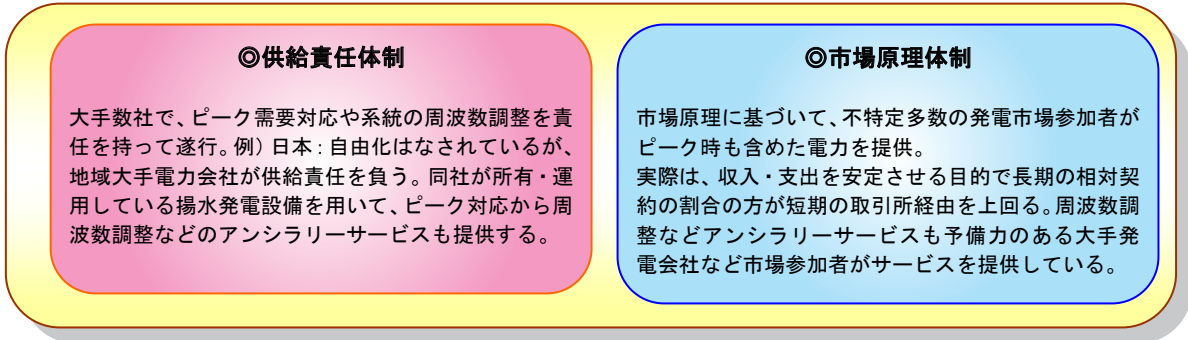 ◎供給責任体制
大手数社で、ピーク需要対応や系統の周波数調整を責
任を持って遂行。例）日本：自由化はなされているが、
地域大手電力会社が供給責任を負う。同社が所有・運
用している揚水発電設備を用いて、ピーク対応から周
波数調整などのアンシラリーサービスも提供する。
◎市場原理体制
市場原理に基づいて、不特定多数の発電市場参加者が
ピーク時も含めた電力を提供。
実際は、収入・支出を安定させる目的で長期の相対契
約の割合の方が短期の取引所経由を上回る。周波数調
整などアンシラリーサービスも予備力のある大手発
電会社など市場参加者がサービスを提供している。